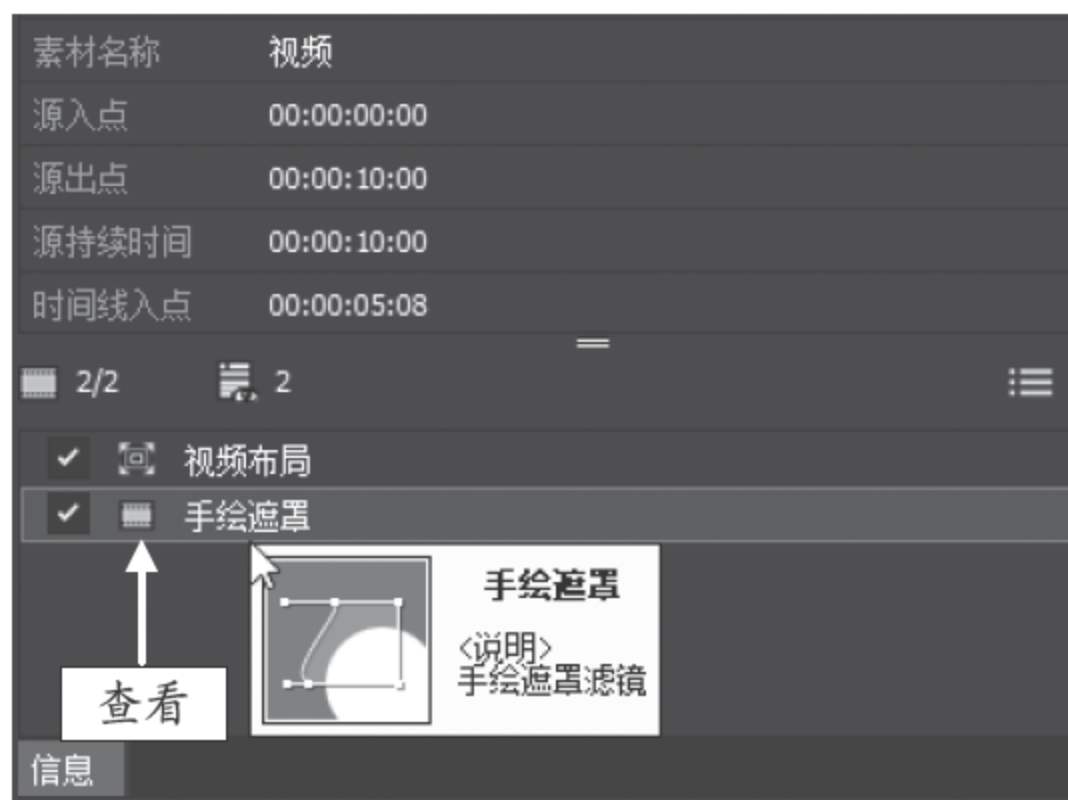 素材名称 视频
源入点 00:00:00:00
源出点 00:00:10:00
源持续时间 00:00:10:00
时间线入点 00:00:05:08
2/2 2
视频布局
手绘遮罩
手绘遮罩
<说明>
手绘遮罩滤镜
查看
信息